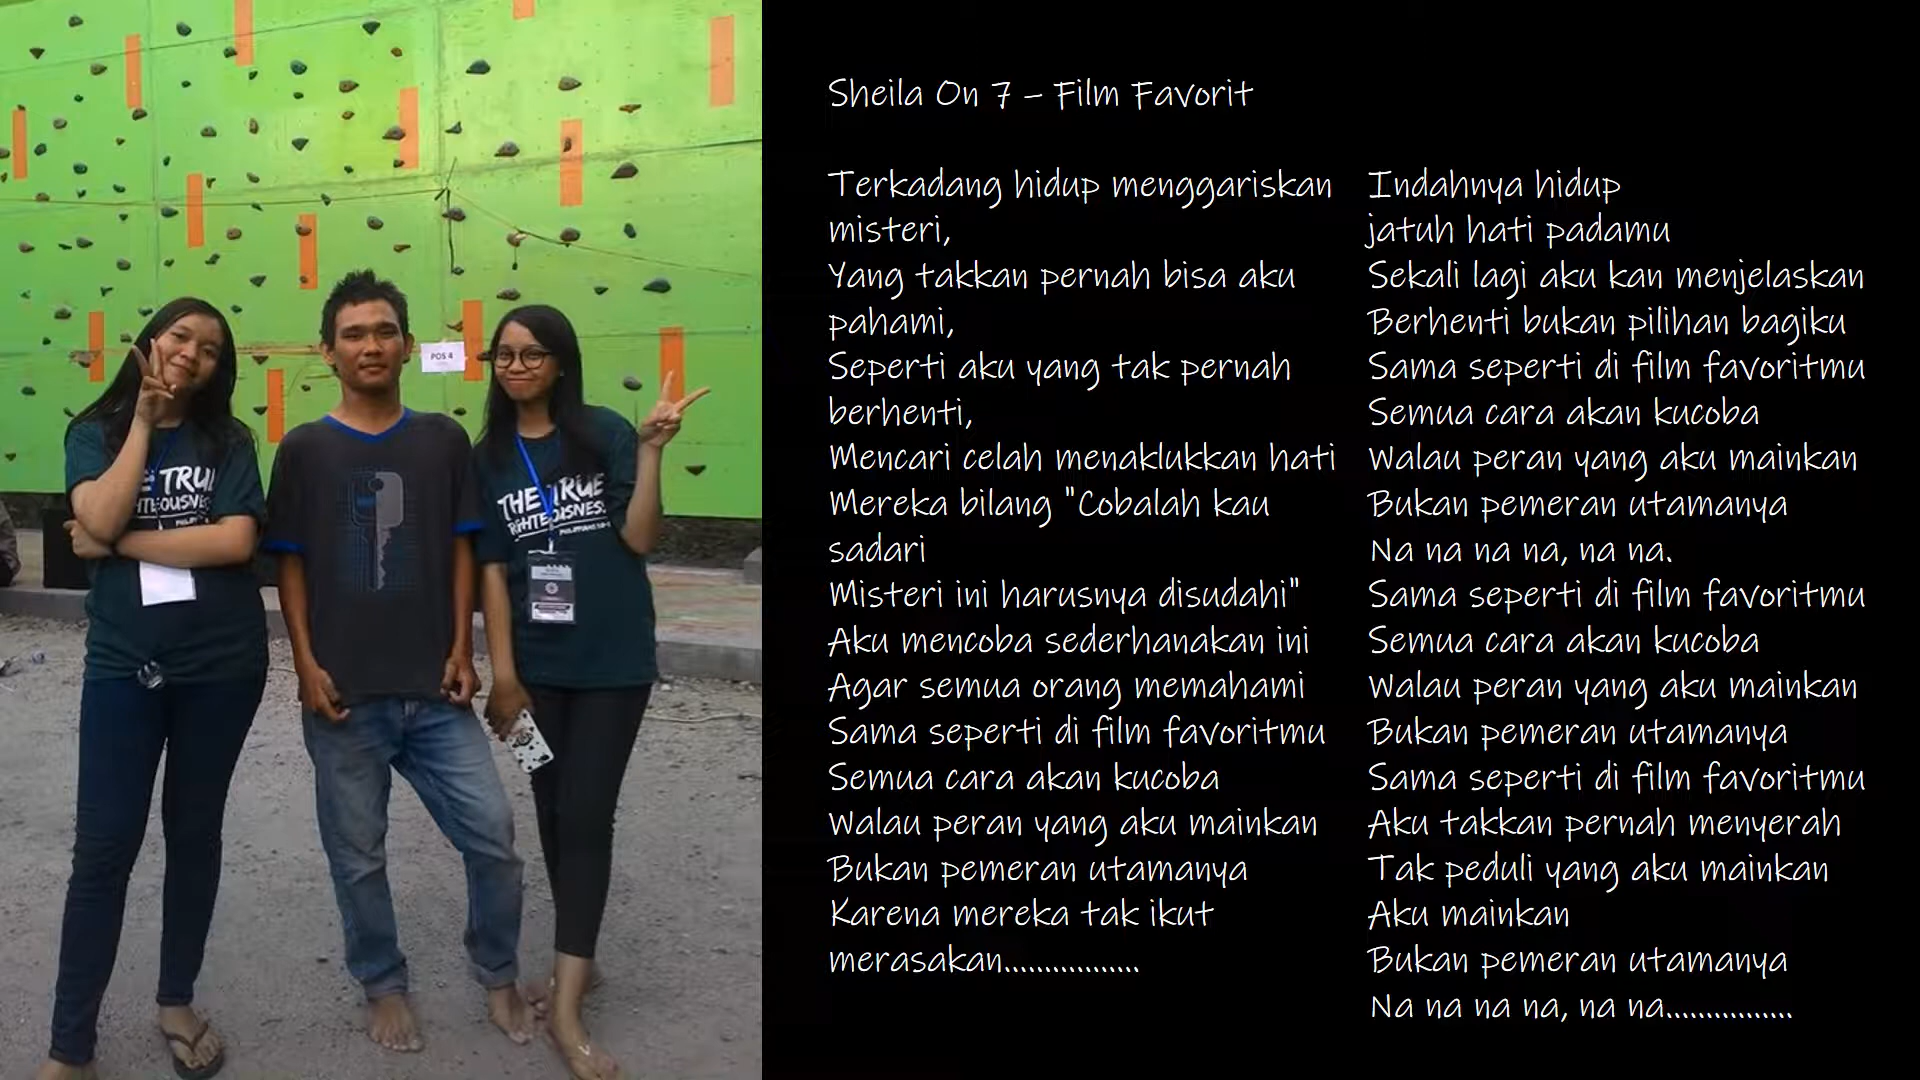 POS 4
THE TRUE
RIGHTEOUSNESS
Sheila On 7 – Film Favorit
Terkadang hidup menggariskan
misteri,
Yang takkan pernah bisa aku
pahami,
Seperti aku yang tak pernah
berhenti,
Mencari celah menaklukkan hati
Mereka bilang "Cobalah kau
sadari
Misteri ini harusnya disudahi"
Aku mencoba sederhanakan ini
Agar semua orang memahami
Sama seperti di film favoritmu
Semua cara akan kucoba
Walau peran yang aku mainkan
Bukan pemeran utamanya
Karena mereka tak ikut
merasakan.................
Indahnya hidup
jatuh hati padamu
Sekali lagi aku kan menjelaskan
Berhenti bukan pilihan bagiku
Sama seperti di film favoritmu
Semua cara akan kucoba
Walau peran yang aku mainkan
Bukan pemeran utamanya
Na na na na, na na.
Sama seperti di film favoritmu
Semua cara akan kucoba
Walau peran yang aku mainkan
Bukan pemeran utamanya
Sama seperti di film favoritmu
Aku takkan pernah menyerah
Tak peduli yang aku mainkan
Aku mainkan
Bukan pemeran utamanya
Na na na na, na na................